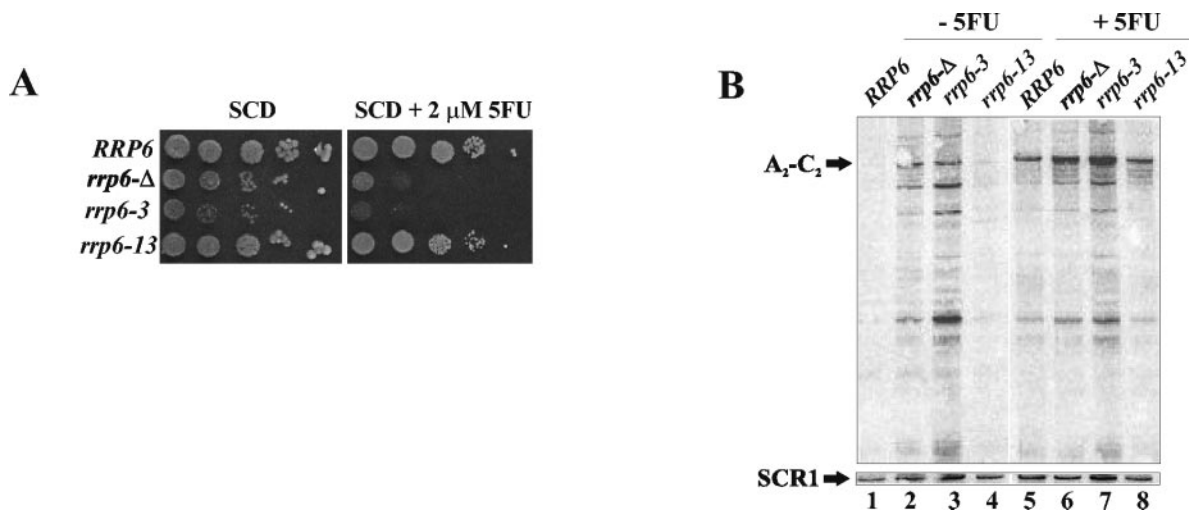 A
SCD
SCD + 2 μM 5FU
RRP6
rrp6-Δ
rrp6-3
rrp6-13
B
- 5FU
+ 5FU
RRP6
rrp6-Δ
rrp6-3
rrp6-13
RRP6
rrp6-Δ
rrp6-3
rrp6-13
A₂-C₂
SCR1
1 2 3 4 5 6 7 8